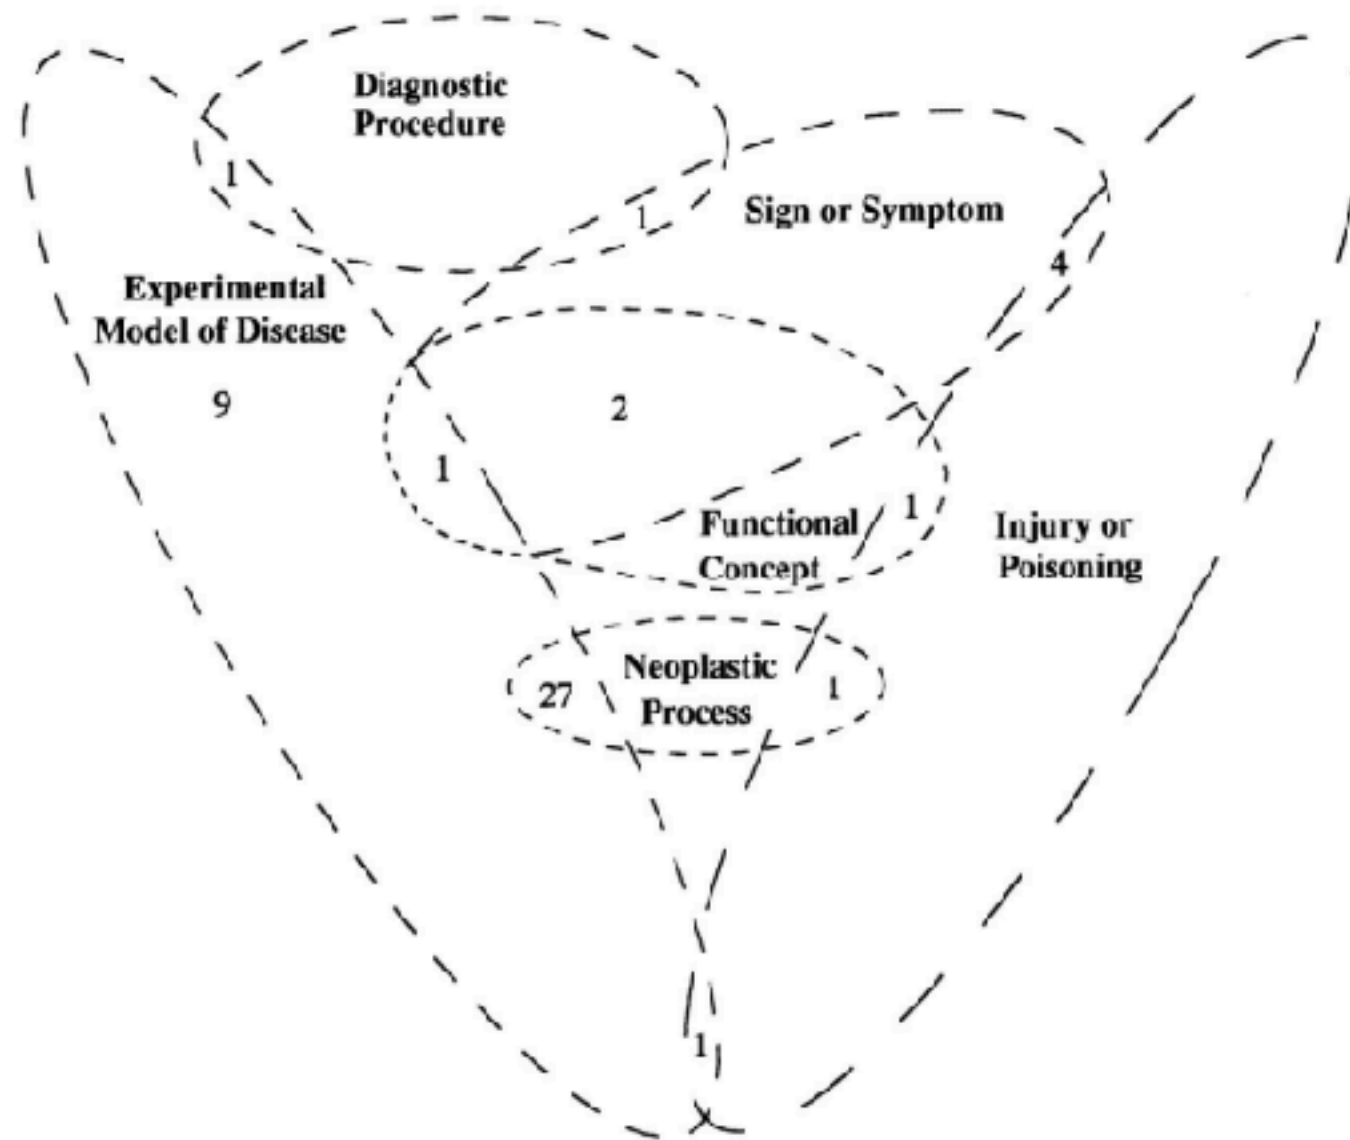 Diagnostic
Procedure
1
1
Sign or Symptom
4
Experimental
Model of Disease
9
2
1
1
Functional
Concept
Injury or
Poisoning
27
Neoplastic
Process
1
1